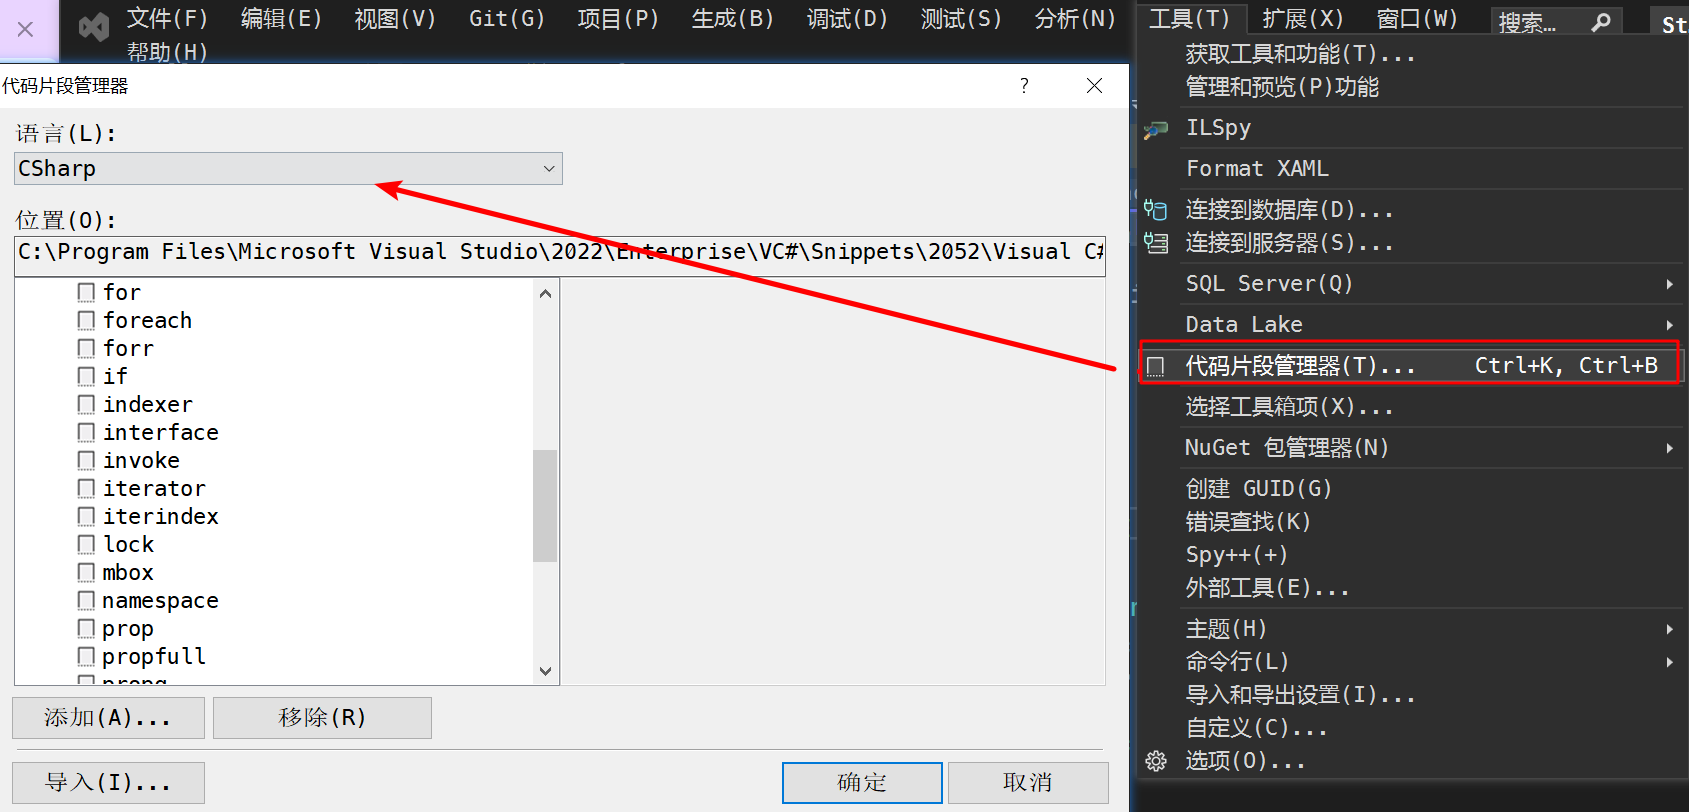 文件(F) 编辑(E) 视图(V) Git(G) 项目(P) 生成(B) 调试(D) 测试(S) 分析(N) 工具(T) 扩展(X) 窗口(W) 搜索...
帮助(H)
代码片段管理器
?
语言(L):
CSharp
位置(O):
C:\Program Files\Microsoft Visual Studio\2022\Enterprise\VC#\Snippets\2052\Visual C#
for
foreach
forr
if
indexer
interface
invoke
iterator
iterindex
lock
mbox
namespace
prop
propfull
添加(A)...
移除(R)
导入(I)...
确定
取消
获取工具和功能(T)...
管理和预览(P)功能
ILSpy
Format XAML
连接到数据库(D)...
连接到服务器(S)...
SQL Server(Q)
Data Lake
代码片段管理器(T)... Ctrl+K, Ctrl+B
选择工具箱项(X)...
NuGet 包管理器(N)
创建 GUID(G)
错误查找(K)
Spy++(+)
外部工具(E)...
主题(H)
命令行(L)
导入和导出设置(I)...
自定义(C)...
选项(O)...